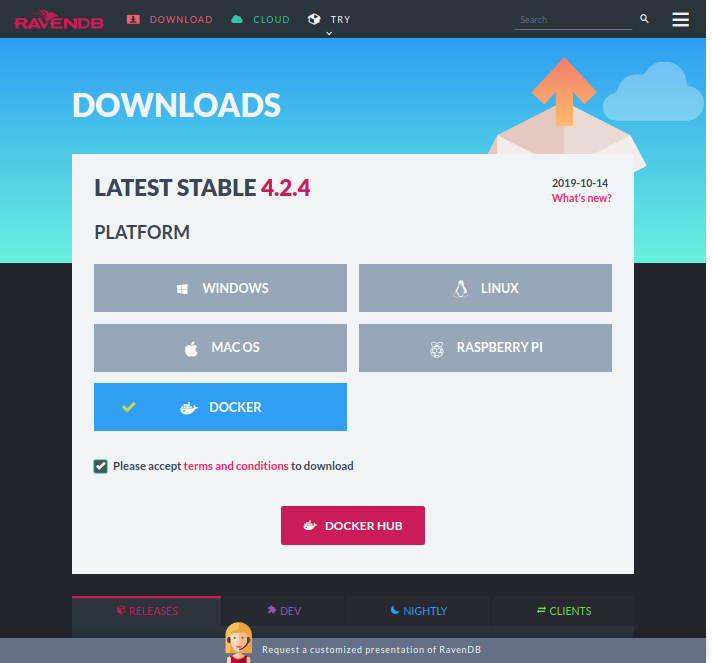 RAVENDB DOWNLOAD CLOUD TRY Search
DOWNLOADS
LATEST STABLE 4.2.4
2019-10-14
What's new?
PLATFORM
WINDOWS
LINUX
MAC OS
RASPBERRY PI
DOCKER
Please accept terms and conditions to download
DOCKER HUB
RELEASES DEV NIGHTLY CLIENTS
Request a customized presentation of RavenDB